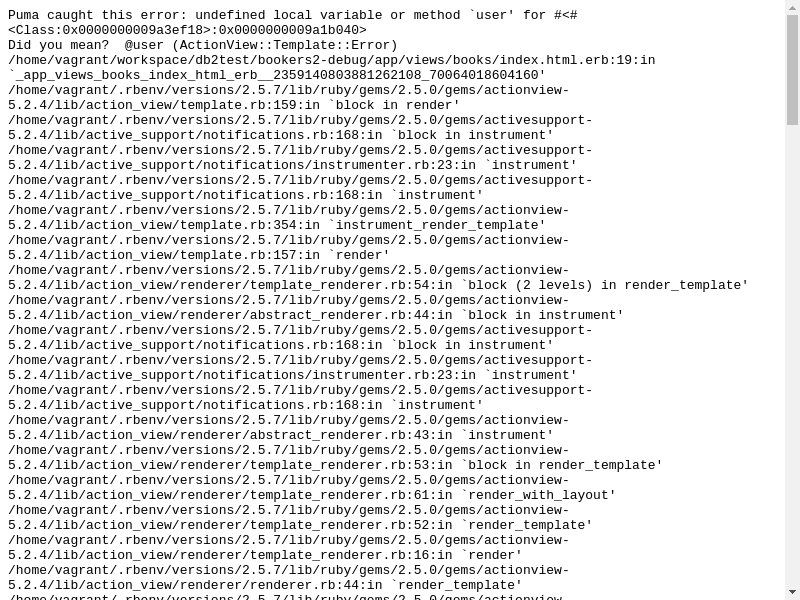 Puma caught this error: undefined local variable or method `user' for #<#
<Class:0x0000000009a3ef18>:0x0000000009a1b040>
Did you mean?  @user (ActionView::Template::Error)
/home/vagrant/workspace/db2test/bookers2-debug/app/views/books/index.html.erb:19:in
`_app_views_books_index_html_erb__2359140803881262108_70064018604160'
/home/vagrant/.rbenv/versions/2.5.7/lib/ruby/gems/2.5.0/gems/actionview-
5.2.4/lib/action_view/template.rb:159:in `block in render'
/home/vagrant/.rbenv/versions/2.5.7/lib/ruby/gems/2.5.0/gems/activesupport-
5.2.4/lib/active_support/notifications.rb:168:in `block in instrument'
/home/vagrant/.rbenv/versions/2.5.7/lib/ruby/gems/2.5.0/gems/activesupport-
5.2.4/lib/active_support/notifications/instrumenter.rb:23:in `instrument'
/home/vagrant/.rbenv/versions/2.5.7/lib/ruby/gems/2.5.0/gems/activesupport-
5.2.4/lib/active_support/notifications.rb:168:in `instrument'
/home/vagrant/.rbenv/versions/2.5.7/lib/ruby/gems/2.5.0/gems/actionview-
5.2.4/lib/action_view/template.rb:354:in `instrument_render_template'
/home/vagrant/.rbenv/versions/2.5.7/lib/ruby/gems/2.5.0/gems/actionview-
5.2.4/lib/action_view/template.rb:157:in `render'
/home/vagrant/.rbenv/versions/2.5.7/lib/ruby/gems/2.5.0/gems/actionview-
5.2.4/lib/action_view/renderer/template_renderer.rb:54:in `block (2 levels) in render_template'
/home/vagrant/.rbenv/versions/2.5.7/lib/ruby/gems/2.5.0/gems/actionview-
5.2.4/lib/action_view/renderer/abstract_renderer.rb:44:in `block in instrument'
/home/vagrant/.rbenv/versions/2.5.7/lib/ruby/gems/2.5.0/gems/activesupport-
5.2.4/lib/active_support/notifications.rb:168:in `block in instrument'
/home/vagrant/.rbenv/versions/2.5.7/lib/ruby/gems/2.5.0/gems/activesupport-
5.2.4/lib/active_support/notifications/instrumenter.rb:23:in `instrument'
/home/vagrant/.rbenv/versions/2.5.7/lib/ruby/gems/2.5.0/gems/activesupport-
5.2.4/lib/active_support/notifications.rb:168:in `instrument'
/home/vagrant/.rbenv/versions/2.5.7/lib/ruby/gems/2.5.0/gems/actionview-
5.2.4/lib/action_view/renderer/abstract_renderer.rb:43:in `instrument'
/home/vagrant/.rbenv/versions/2.5.7/lib/ruby/gems/2.5.0/gems/actionview-
5.2.4/lib/action_view/renderer/template_renderer.rb:53:in `block in render_template'
/home/vagrant/.rbenv/versions/2.5.7/lib/ruby/gems/2.5.0/gems/actionview-
5.2.4/lib/action_view/renderer/template_renderer.rb:61:in `render_with_layout'
/home/vagrant/.rbenv/versions/2.5.7/lib/ruby/gems/2.5.0/gems/actionview-
5.2.4/lib/action_view/renderer/template_renderer.rb:52:in `render_template'
/home/vagrant/.rbenv/versions/2.5.7/lib/ruby/gems/2.5.0/gems/actionview-
5.2.4/lib/action_view/renderer/template_renderer.rb:16:in `render'
/home/vagrant/.rbenv/versions/2.5.7/lib/ruby/gems/2.5.0/gems/actionview-
5.2.4/lib/action_view/renderer/renderer.rb:44:in `render_template'
/home/vagrant/.rbenv/versions/2.5.7/lib/ruby/gems/2.5.0/gems/actionview-